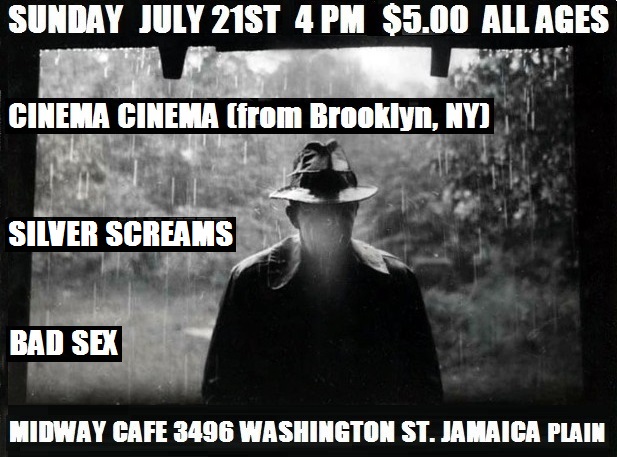 SUNDAY JULY 21ST 4 PM $5.00 ALL AGES
CINEMA CINEMA (from Brooklyn, NY)
SILVER SCREAMS
BAD SEX
MIDWAY CAFE 3496 WASHINGTON ST. JAMAICA PLAIN